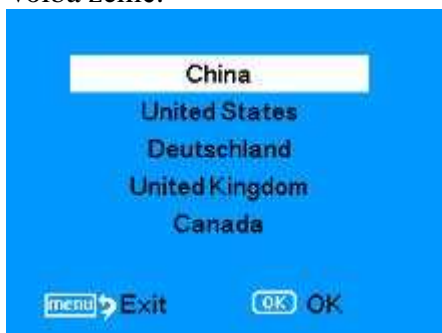 China
United States
Deutschland
United Kingdom
Canada
menu Exit OK OK